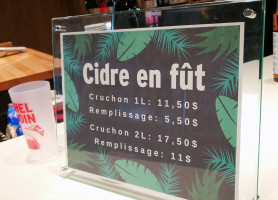 Cidre en fût
Cruchon 1L: 11,50$
Remplissage: 5,50$
Cruchon 2L: 17,50$
Remplissage: 11$